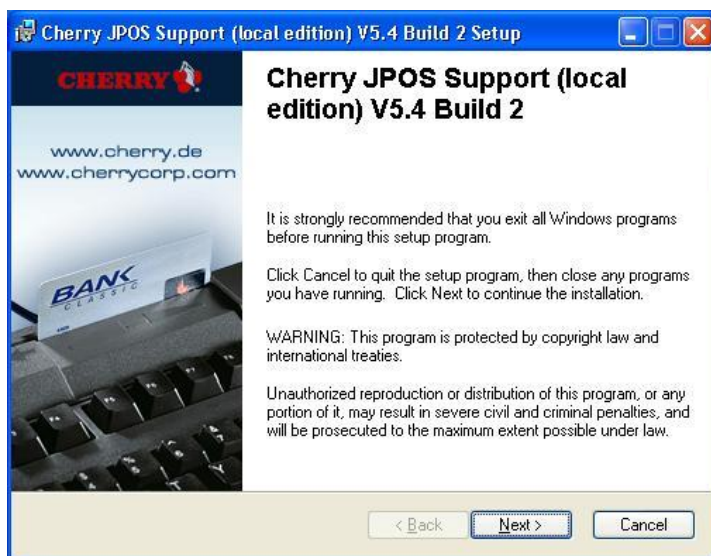 Cherry JPOS Support (local edition) V5.4 Build 2 Setup
CHERRY
www.cherry.de
www.cherrycorp.com
BANK
CLASSIC
Cherry JPOS Support (local
edition) V5.4 Build 2
It is strongly recommended that you exit all Windows programs
before running this setup program.
Click Cancel to quit the setup program, then close any programs
you have running. Click Next to continue the installation.
WARNING: This program is protected by copyright law and
international treaties.
Unauthorized reproduction or distribution of this program, or any
portion of it, may result in severe civil and criminal penalties, and
will be prosecuted to the maximum extent possible under law.
< Back
Next >
Cancel